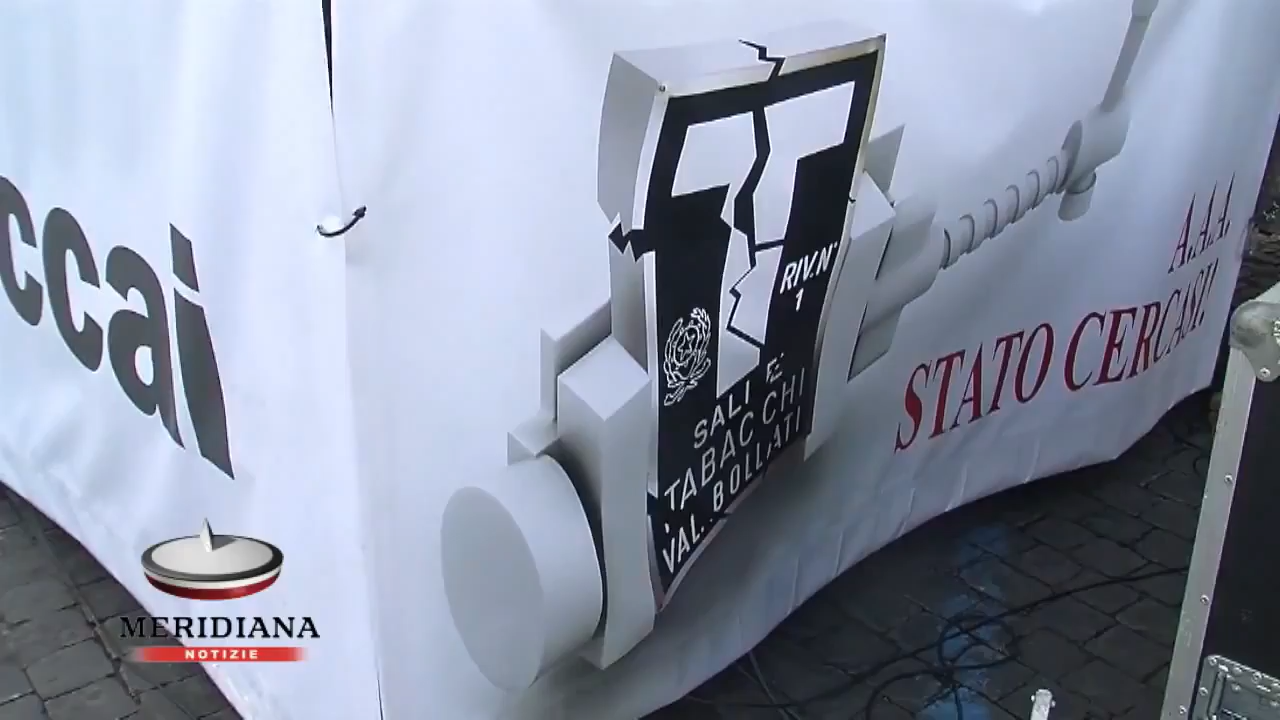 ccai
T
RIV.N°
1
SALI E
TABACCHI
VAL. BOLLATI
A.A.A.
STATO CERCASI!
MERIDIANA
NOTIZIE